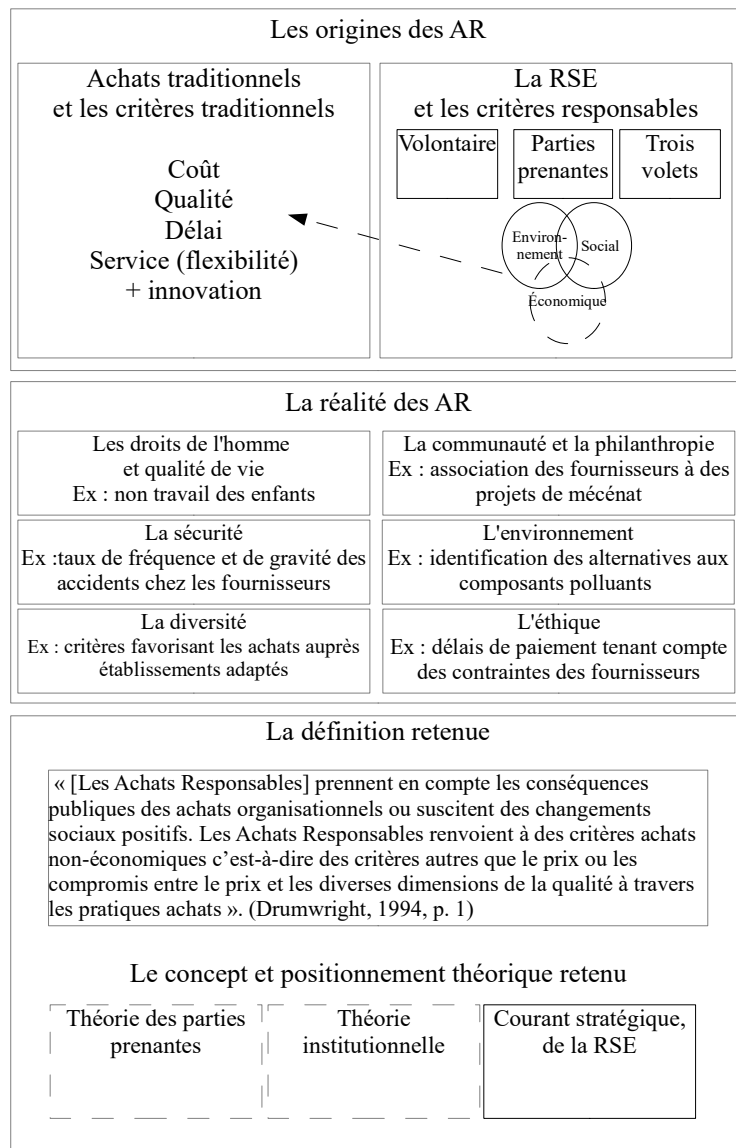 Les origines des AR
Achats traditionnels
et les critères traditionnels
Coût
Qualité
Délai
Service (flexibilité)
+ innovation
La RSE
et les critères responsables
Volontaire
Parties
prenantes
Trois
volets
Environ-
nement
Social
Économique
La réalité des AR
Les droits de l'homme
et qualité de vie
Ex : non travail des enfants
La communauté et la philanthropie
Ex : association des fournisseurs à des
projets de mécénat
La sécurité
Ex :taux de fréquence et de gravité des
accidents chez les fournisseurs
L'environnement
Ex : identification des alternatives aux
composants polluants
La diversité
Ex : critères favorisant les achats auprès
établissements adaptés
L'éthique
Ex : délais de paiement tenant compte
des contraintes des fournisseurs
La définition retenue
« [Les Achats Responsables] prennent en compte les conséquences
publiques des achats organisationnels ou suscitent des changements
sociaux positifs. Les Achats Responsables renvoient à des critères achats
non-économiques c’est-à-dire des critères autres que le prix ou les
compromis entre le prix et les diverses dimensions de la qualité à travers
les pratiques achats ». (Drumwright, 1994, p. 1)
Le concept et positionnement théorique retenu
Théorie des parties
prenantes
Théorie
institutionnelle
Courant stratégique,
de la RSE